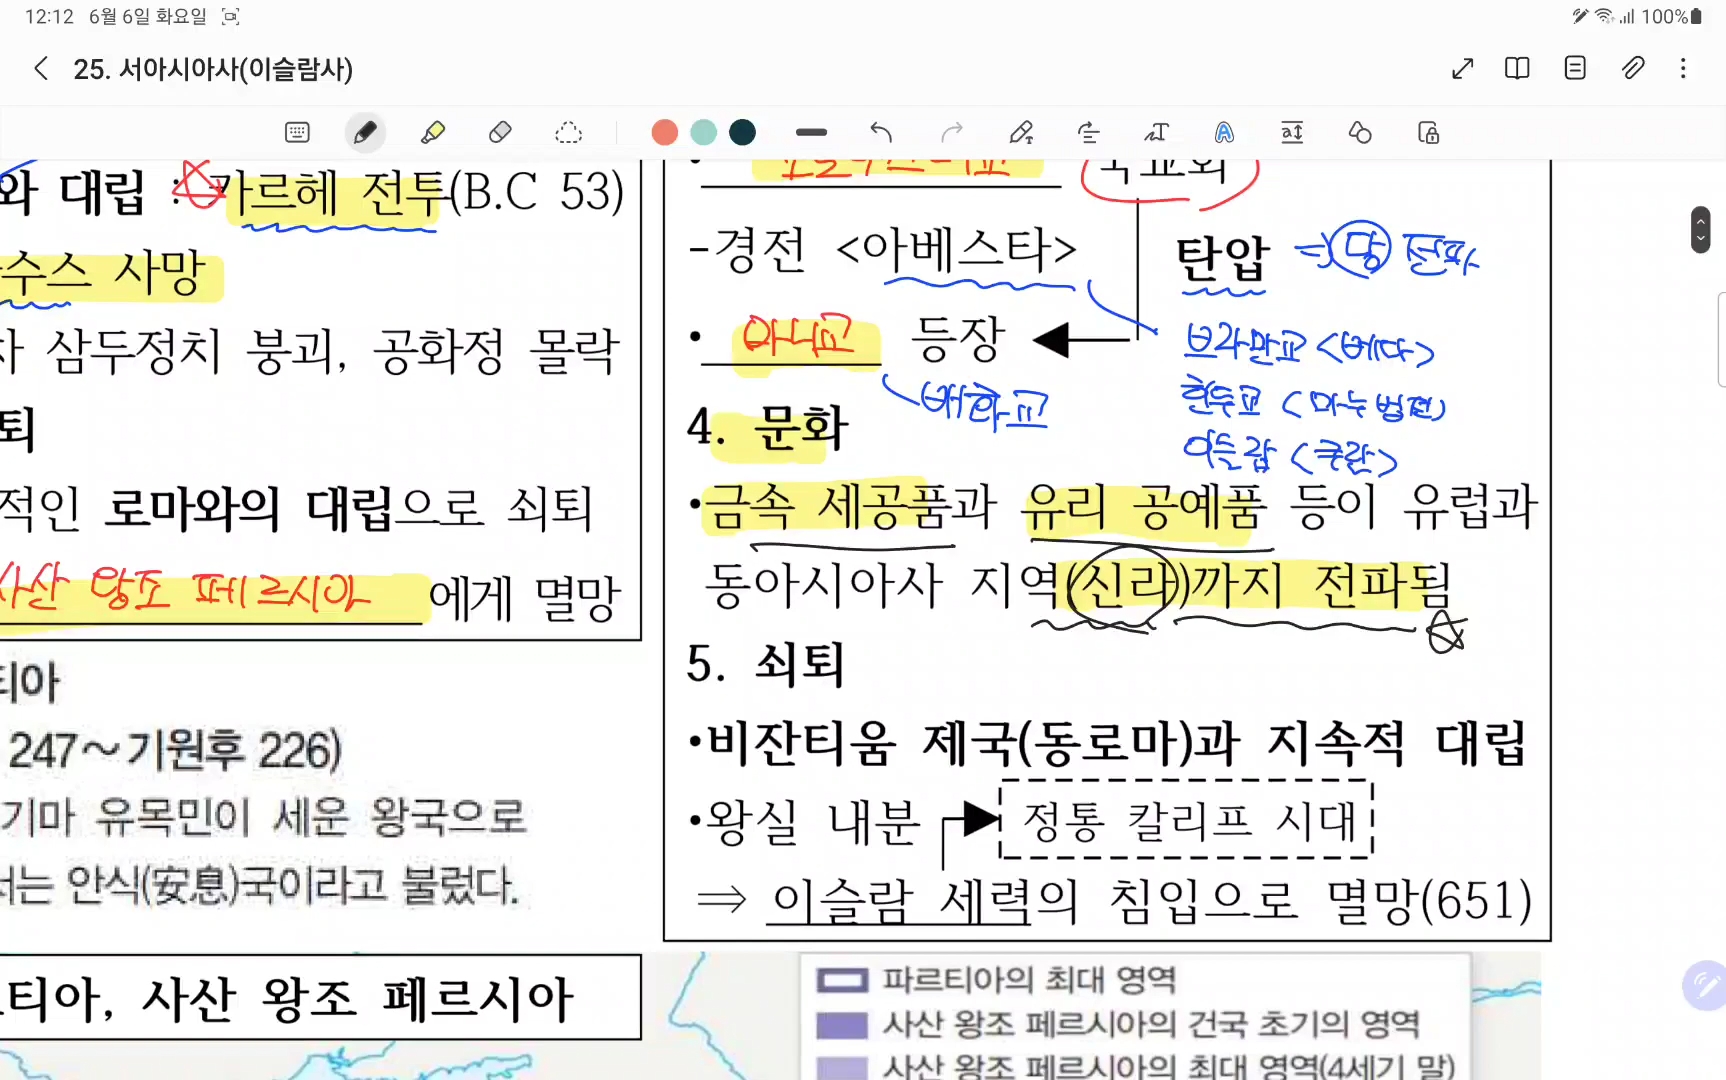 12:12 6월 6일 화요일
100%
25. 서아시아사(이슬람사)
와 대립 : 카르헤 전투(B.C 53)
수스 사망
차 삼두정치 붕괴, 공화정 몰락
퇴
적인 로마와의 대립으로 쇠퇴
사산 왕조 페르시아에게 멸망
티아
247～기원후 226)
기마 유목민이 세운 왕국으로
서는 안식(安息)국이라고 불렀다.
티아, 사산 왕조 페르시아
-경전 <아베스타>
탄압 => 당 전파
• 마니교 등장
배화교
브라만교 <베다>
힌두교 <마누법전>
이슬람 <쿠란>
4. 문화
•금속 세공품과 유리 공예품 등이 유럽과
동아시아사 지역(신라)까지 전파됨
5. 쇠퇴
•비잔티움 제국(동로마)과 지속적 대립
•왕실 내분
정통 칼리프 시대
⇒ 이슬람 세력의 침입으로 멸망(651)
파르티아의 최대 영역
사산 왕조 페르시아의 건국 초기의 영역
사산 왕조 페르시아의 최대 영역(4세기 말)